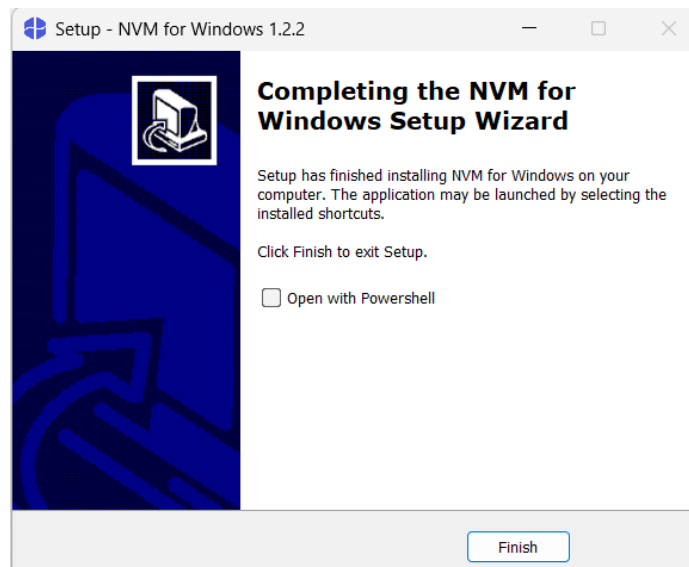 Setup - NVM for Windows 1.2.2
Completing the NVM for
Windows Setup Wizard
Setup has finished installing NVM for Windows on your
computer. The application may be launched by selecting the
installed shortcuts.
Click Finish to exit Setup.
Open with Powershell
Finish